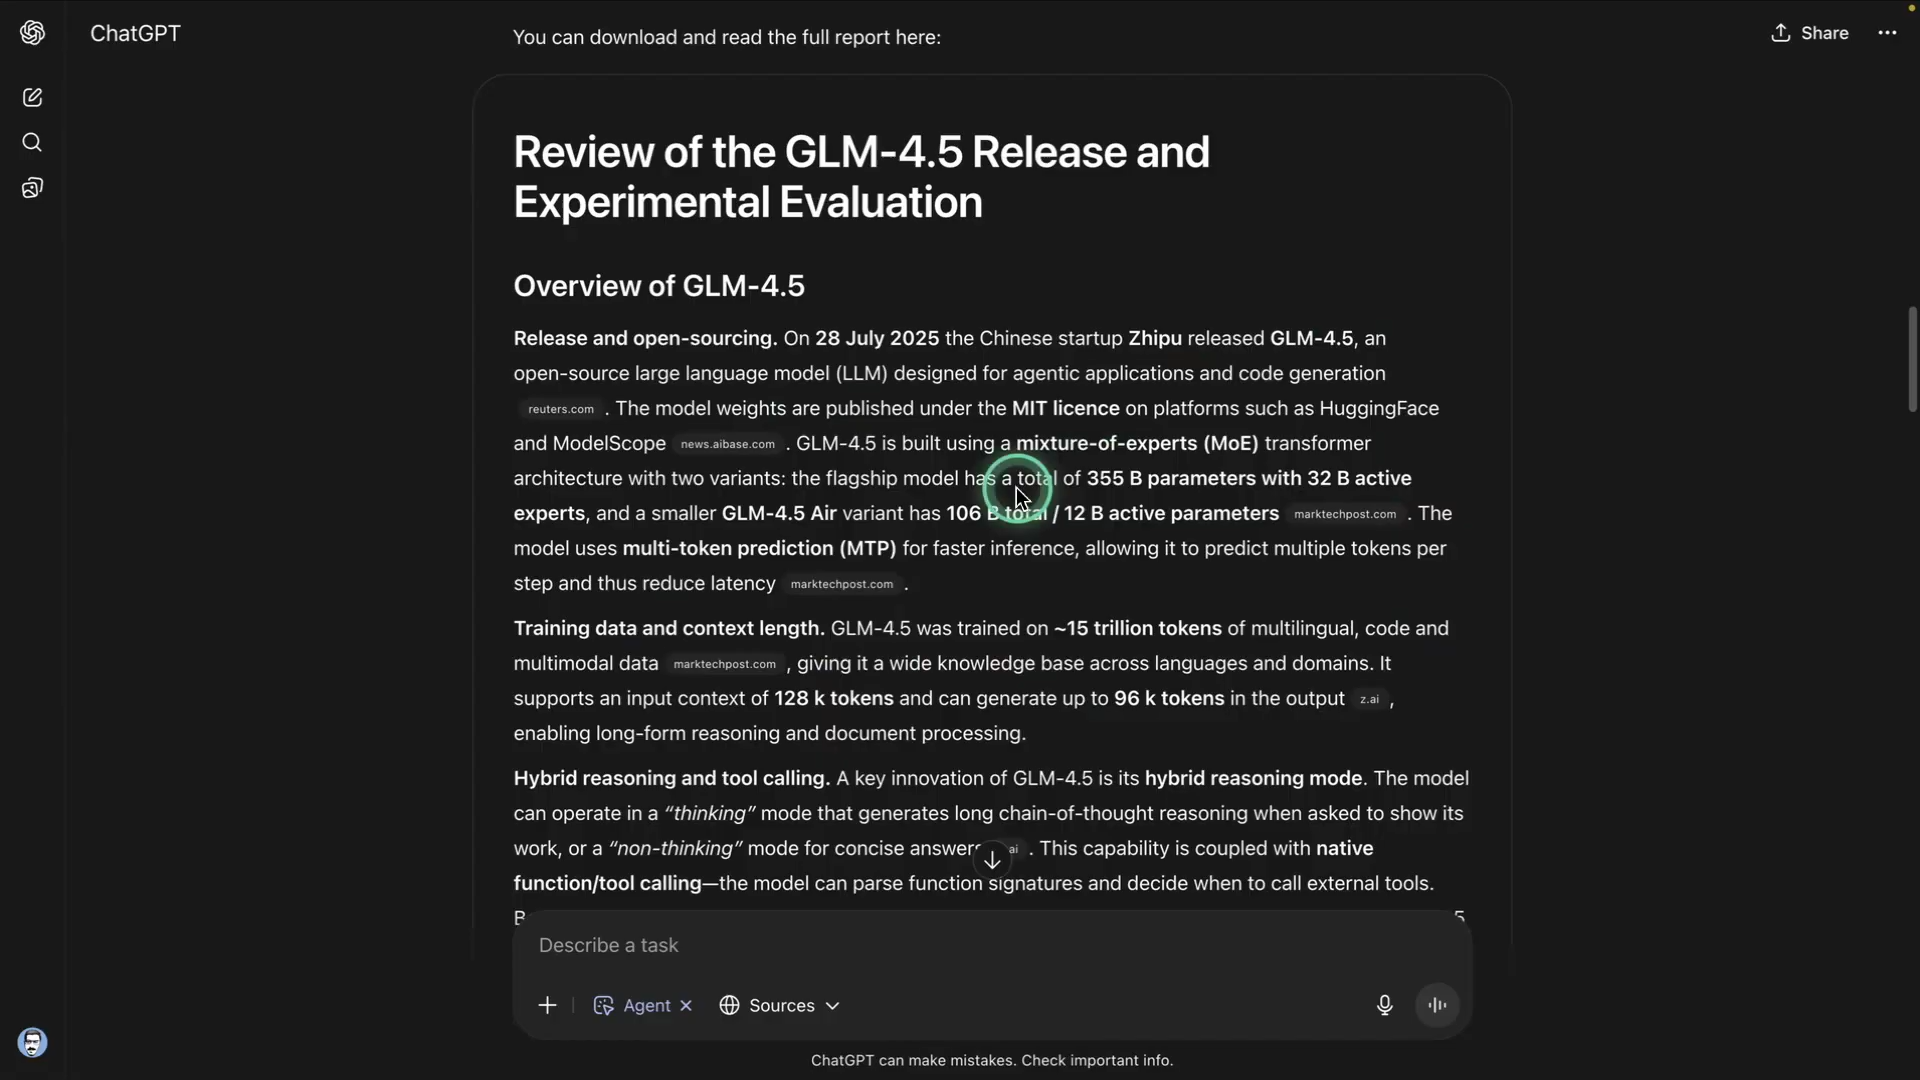 ChatGPT
You can download and read the full report here:
Share
Review of the GLM-4.5 Release and
Experimental Evaluation
Overview of GLM-4.5
Release and open-sourcing. On 28 July 2025 the Chinese startup Zhipu released GLM-4.5, an
open-source large language model (LLM) designed for agentic applications and code generation
reuters.com . The model weights are published under the MIT licence on platforms such as HuggingFace
and ModelScope news.aibase.com . GLM-4.5 is built using a mixture-of-experts (MoE) transformer
architecture with two variants: the flagship model has a total of 355 B parameters with 32 B active
experts, and a smaller GLM-4.5 Air variant has 106 B total / 12 B active parameters marktechpost.com . The
model uses multi-token prediction (MTP) for faster inference, allowing it to predict multiple tokens per
step and thus reduce latency marktechpost.com .
Training data and context length. GLM-4.5 was trained on ~15 trillion tokens of multilingual, code and
multimodal data marktechpost.com , giving it a wide knowledge base across languages and domains. It
supports an input context of 128 k tokens and can generate up to 96 k tokens in the output z.ai ,
enabling long-form reasoning and document processing.
Hybrid reasoning and tool calling. A key innovation of GLM-4.5 is its hybrid reasoning mode. The model
can operate in a “thinking” mode that generates long chain-of-thought reasoning when asked to show its
work, or a “non-thinking” mode for concise answers ai . This capability is coupled with native
function/tool calling—the model can parse function signatures and decide when to call external tools.
Describe a task
Agent
Sources
ChatGPT can make mistakes. Check important info.